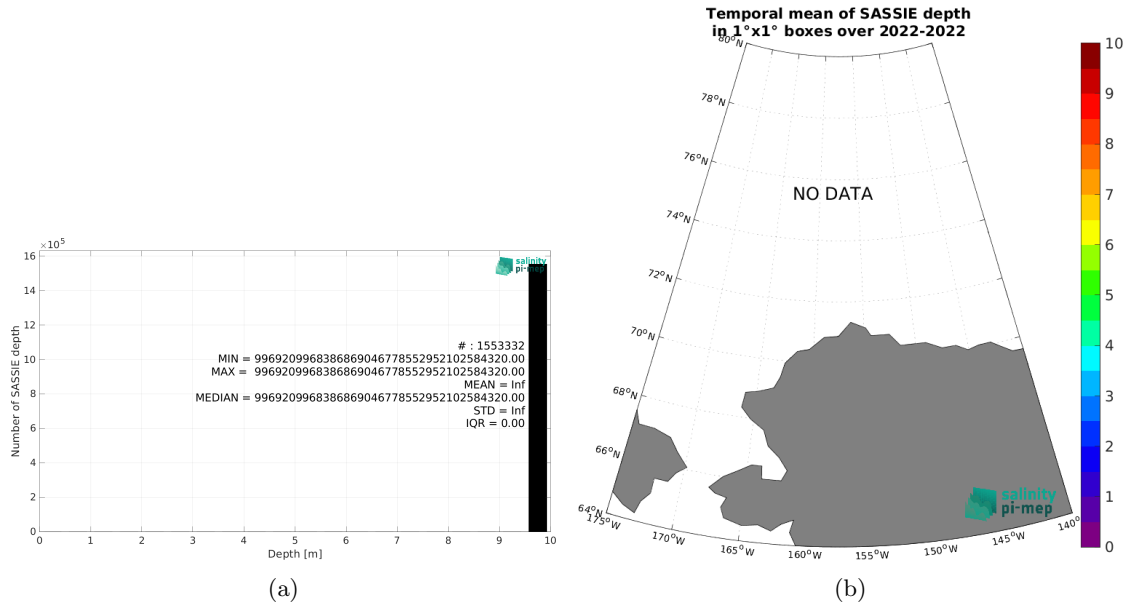 ×10⁵
16
14
12
10
8
6
4
2
0
Number of SASSIE depth
salinity
pi-mep
# : 1553332
MIN = 9969209968386869046778552952102584320.00
MAX = 9969209968386869046778552952102584320.00
MEAN = Inf
MEDIAN = 9969209968386869046778552952102584320.00
STD = Inf
IQR = 0.00
0 1 2 3 4 5 6 7 8 9 10
Depth [m]
(a)
Temporal mean of SASSIE depth
in 1°x1° boxes over 2022-2022
80°N
78°N
76°N
74°N
72°N
70°N
68°N
66°N
64°N
NO DATA
175°W
170°W
165°W
160°W
155°W
150°W
145°W
140°
salinity
pi-mep
10
9
8
7
6
5
4
3
2
1
0
(b)